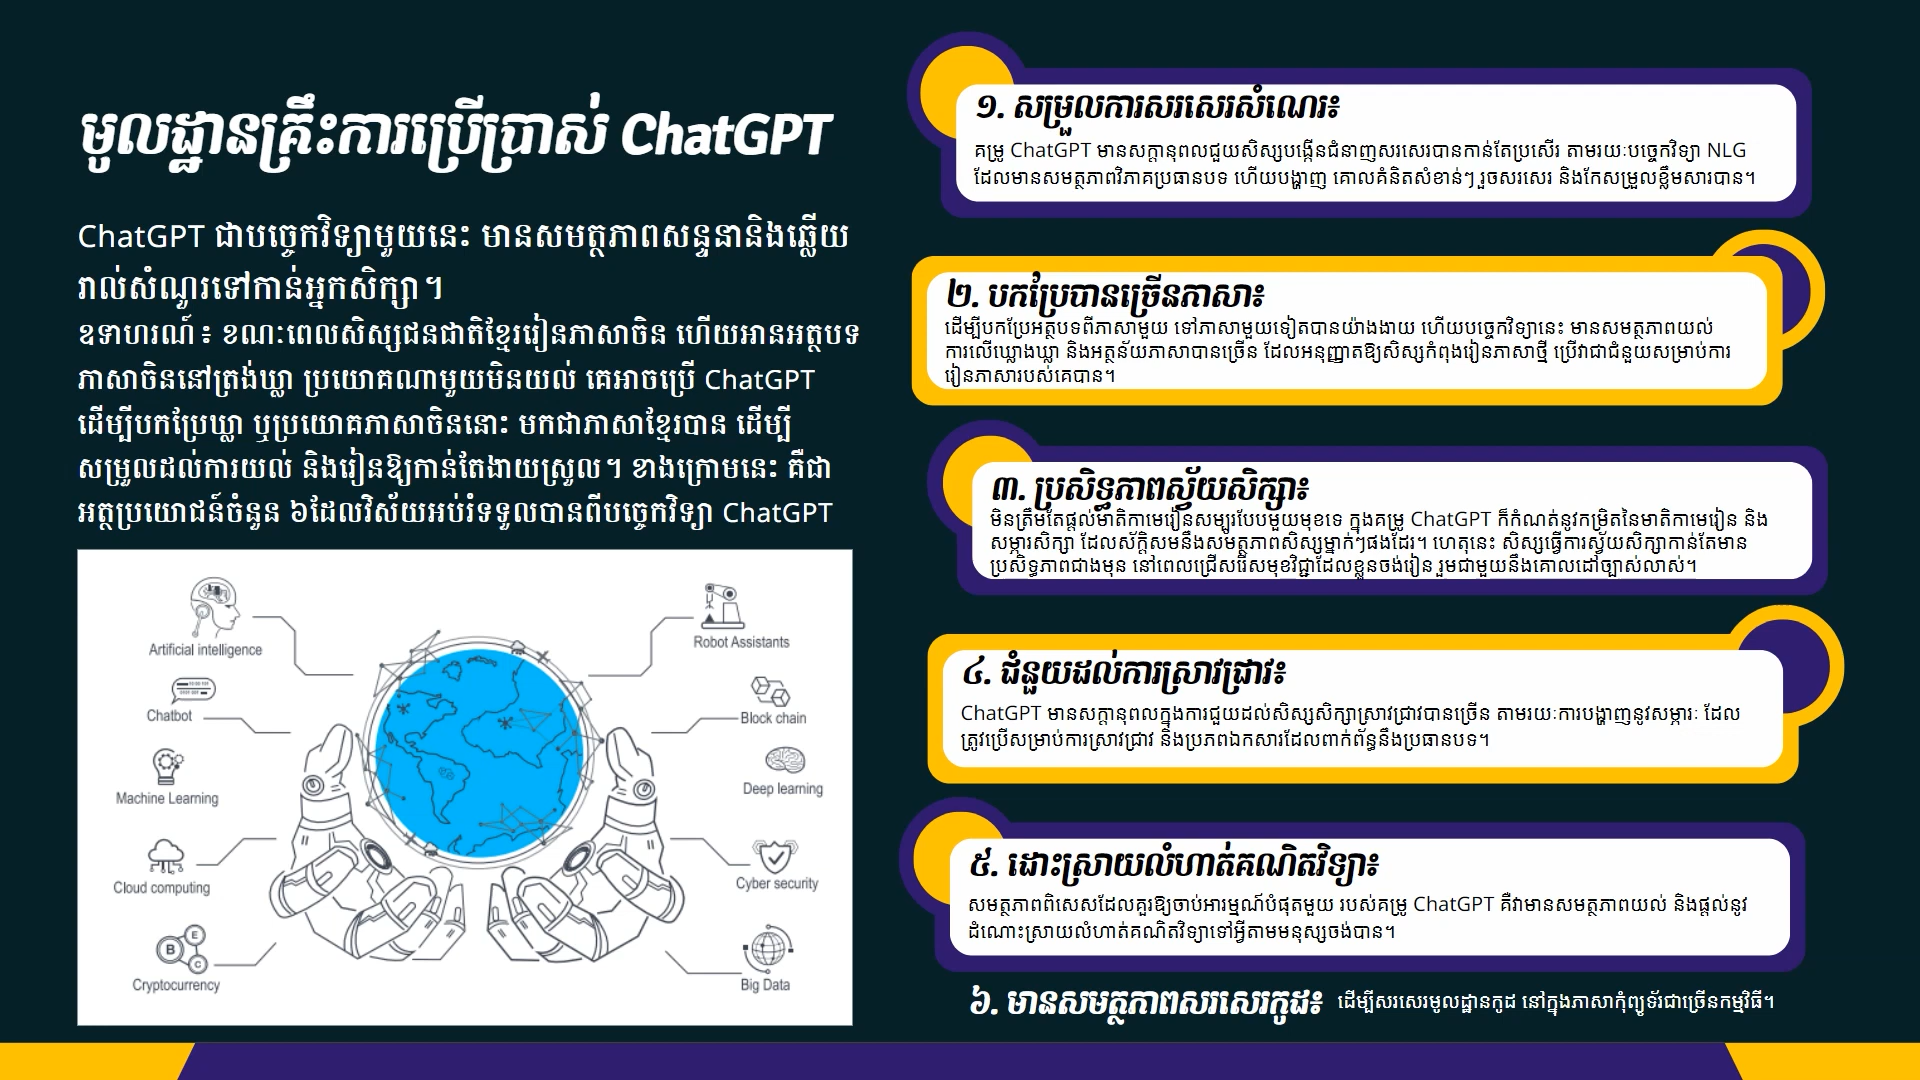 មូលដ្ឋានគ្រឹះការប្រើប្រាស់ ChatGPT
ChatGPT ជាបច្ចេកវិទ្យាមួយនេះ មានសមត្ថភាពសន្ទនានិងឆ្លើយ
រាល់សំណួរទៅកាន់អ្នកសិក្សា។
ឧទាហរណ៍៖ ខណៈពេលសិស្សជនជាតិខ្មែររៀនភាសាចិន ហើយអានអត្ថបទ
ភាសាចិននៅត្រង់ឃ្លា ប្រយោគណាមួយមិនយល់ គេអាចប្រើ ChatGPT
ដើម្បីបកប្រែឃ្លា ឬប្រយោគភាសាចិននោះ មកជាភាសាខ្មែរបាន ដើម្បី
សម្រួលដល់ការយល់ និងរៀនឱ្យកាន់តែងាយស្រួល។ ខាងក្រោមនេះ គឺជា
អត្ថប្រយោជន៍ចំនួន ៦ដែលវិស័យអប់រំទទួលបានពីបច្ចេកវិទ្យា ChatGPT
Artificial intelligence
Chatbot
Machine Learning
Cloud computing
B
E
C
Cryptocurrency
Robot Assistants
Block chain
Deep learning
Cyber security
Big Data
១. សម្រួលការសរសេរសំណេរ៖
គម្រូ ChatGPT មានសក្តានុពលជួយសិស្សបង្កើនជំនាញសរសេរបានកាន់តែប្រសើរ តាមរយៈបច្ចេកវិទ្យា NLG
ដែលមានសមត្ថភាពវិភាគប្រធានបទ ហើយបង្ហាញ គោលគំនិតសំខាន់ៗ រួចសរសេរ និងកែសម្រួលខ្លឹមសារបាន។
២. បកប្រែបានច្រើនភាសា៖
ដើម្បីបកប្រែអត្ថបទពីភាសាមួយ ទៅភាសាមួយទៀតបានយ៉ាងងាយ ហើយបច្ចេកវិទ្យានេះ មានសមត្ថភាពយល់
ការលើឃ្លោងឃ្លា និងអត្ថន័យភាសាបានច្រើន ដែលអនុញ្ញាតឱ្យសិស្សកំពុងរៀនភាសាថ្មី ប្រើវាជាជំនួយសម្រាប់ការ
រៀនភាសារបស់គេបាន។
៣. ប្រសិទ្ធភាពស្វ័យសិក្សា៖
មិនត្រឹមតែផ្តល់មាតិកាមេរៀនសម្បូរបែបមួយមុខទេ ក្នុងគម្រូ ChatGPT ក៏កំណត់នូវកម្រិតនៃមាតិកាមេរៀន និង
សម្ភារសិក្សា ដែលស័ក្តិសមនឹងសមត្ថភាពសិស្សម្នាក់ៗផងដែរ។ ហេតុនេះ សិស្សធ្វើការស្វ័យសិក្សាកាន់តែមាន
ប្រសិទ្ធភាពជាងមុន នៅពេលជ្រើសរើសមុខវិជ្ជាដែលខ្លួនចង់រៀន រួមជាមួយនឹងគោលដៅច្បាស់លាស់។
៤. ជំនួយដល់ការស្រាវជ្រាវ៖
ChatGPT មានសក្តានុពលក្នុងការជួយដល់សិស្សសិក្សាស្រាវជ្រាវបានច្រើន តាមរយៈការបង្ហាញនូវសម្ភារៈ ដែល
ត្រូវប្រើសម្រាប់ការស្រាវជ្រាវ និងប្រភពឯកសារដែលពាក់ព័ន្ធនឹងប្រធានបទ។
៥. ដោះស្រាយលំហាត់គណិតវិទ្យា៖
សមត្ថភាពពិសេសដែលគួរឱ្យចាប់អារម្មណ៍បំផុតមួយ របស់គម្រូ ChatGPT គឺវាមានសមត្ថភាពយល់ និងផ្តល់នូវ
ដំណោះស្រាយលំហាត់គណិតវិទ្យាទៅអ្វីតាមមនុស្សចង់បាន។
៦. មានសមត្ថភាពសរសេរកូដ៖ ដើម្បីសរសេរមូលដ្ឋានកូដ នៅក្នុងភាសាកុំព្យូទ័រជាច្រើនកម្មវិធី។